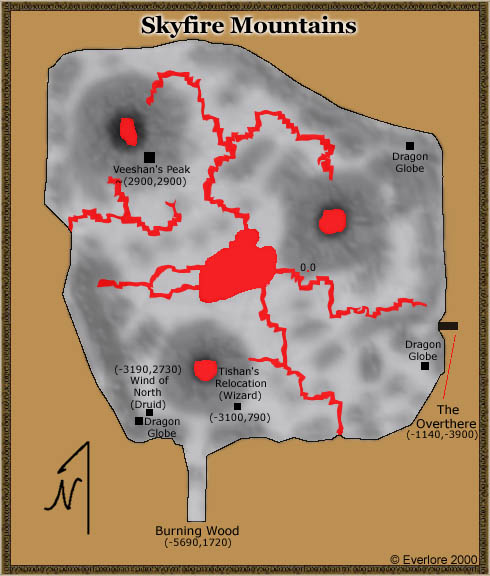 Skyfire Mountains
Dragon
Globe
Veeshan's Peak
(2900,2900)
0,0
Dragon
Globe
(-3190,2730)
Wind of
North
(Druid)
Dragon
Globe
Tishan's
Relocation
(Wizard)
(-3100,790)
The
Overthere
(-1140,-3900)
N
Burning Wood
(-5690,1720)
© Everlore 2000